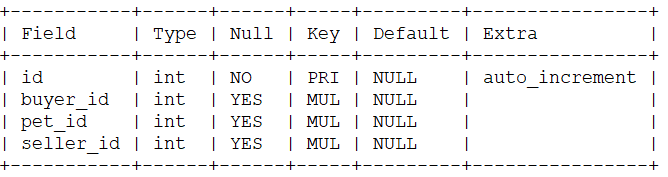 +-----------+------+------+-----+---------+----------------+
| Field     | Type | Null | Key | Default | Extra          |
+-----------+------+------+-----+---------+----------------+
| id        | int  | NO   | PRI | NULL    | auto_increment |
| buyer_id  | int  | YES  | MUL | NULL    |                |
| pet_id    | int  | YES  | MUL | NULL    |                |
| seller_id | int  | YES  | MUL | NULL    |                |
+-----------+------+------+-----+---------+----------------+